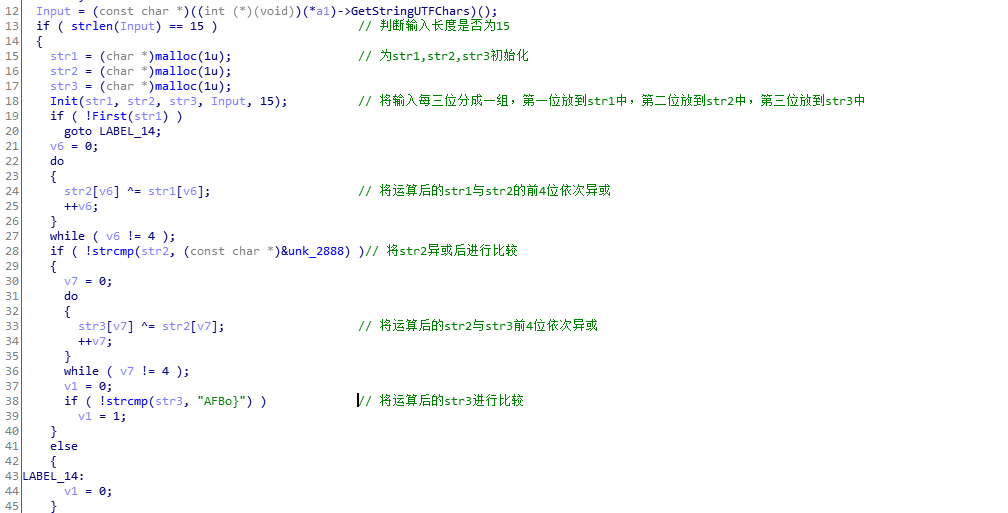 12 Input = (const char *)((int (*)(void))(*a1)->GetStringUTFChars)();
13 if ( strlen(Input) == 15 ) // 判断输入长度是否为15
14 {
15 str1 = (char *)malloc(1u); // 为str1,str2,str3初始化
16 str2 = (char *)malloc(1u);
17 str3 = (char *)malloc(1u);
18 Init(str1, str2, str3, Input, 15); // 将输入每三位分成一组，第一位放到str1中，第二位放到str2中，第三位放到str3中
19 if ( !First(str1) )
20 goto LABEL_14;
21 v6 = 0;
22 do
23 {
24 str2[v6] ^= str1[v6]; // 将运算后的str1与str2的前4位依次异或
25 ++v6;
26 }
27 while ( v6 != 4 );
28 if ( !strcmp(str2, (const char *)&unk_2888) )// 将str2异或后进行比较
29 {
30 v7 = 0;
31 do
32 {
33 str3[v7] ^= str2[v7]; // 将运算后的str2与str3前4位依次异或
34 ++v7;
35 }
36 while ( v7 != 4 );
37 v1 = 0;
38 if ( !strcmp(str3, "AFBo}") ) // 将运算后的str3进行比较
39 v1 = 1;
40 }
41 else
42 {
43 LABEL_14:
44 v1 = 0;
45 }